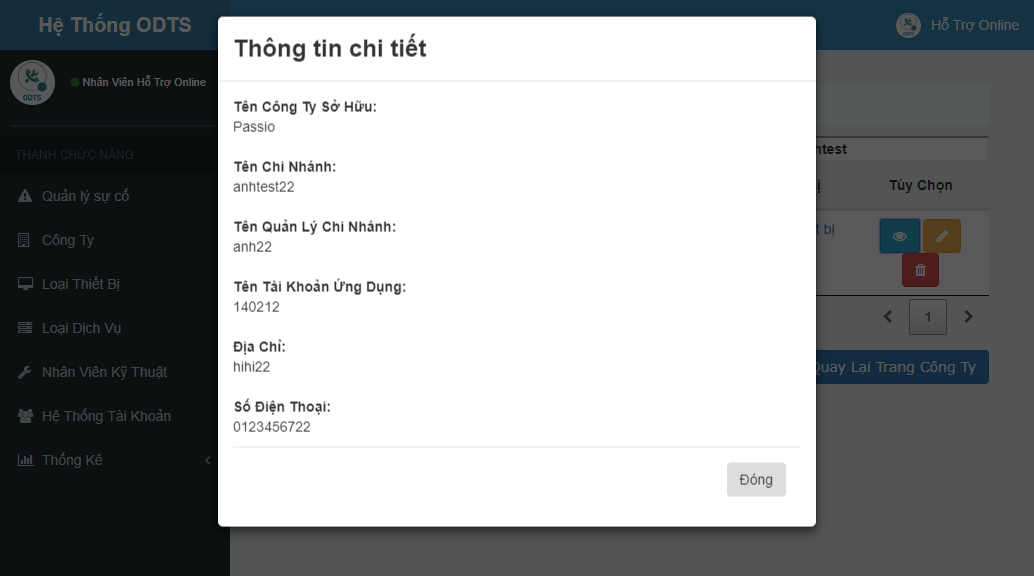 Hệ Thống ODTS
Hỗ Trợ Online
ODTS
Nhân Viên Hỗ Trợ Online
THANH CHỨC NĂNG
Quản lý sự cố
Công Ty
Loại Thiết Bị
Loại Dịch Vụ
Nhân Viên Kỹ Thuật
Hệ Thống Tài Khoản
Thống Kê
Thông tin chi tiết
Tên Công Ty Sở Hữu:
Passio
Tên Chi Nhánh:
anhtest22
Tên Quản Lý Chi Nhánh:
anh22
Tên Tài Khoản Ứng Dụng:
140212
Địa Chỉ:
hihi22
Số Điện Thoại:
0123456722
Đóng
Tùy Chọn
bị
1
Quay Lại Trang Công Ty